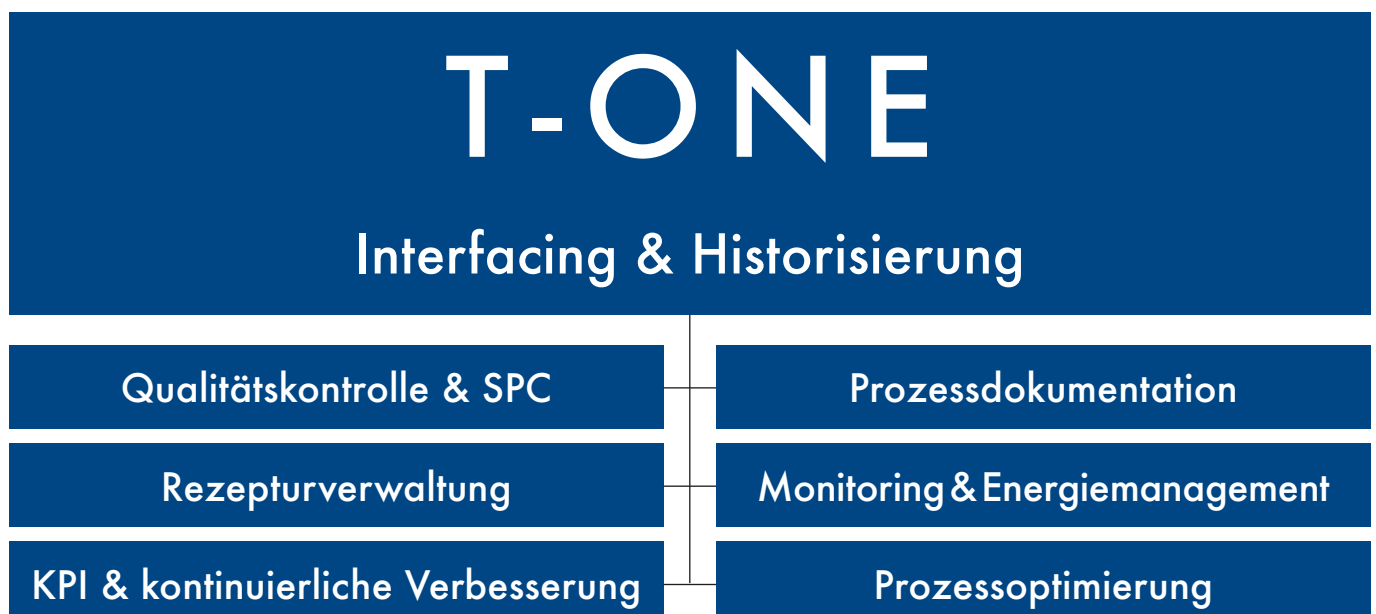 T-ONE
Interfacing & Historisierung
Qualitätskontrolle & SPC
Prozessdokumentation
Rezepturverwaltung
Monitoring & Energiemanagement
KPI & kontinuierliche Verbesserung
Prozessoptimierung